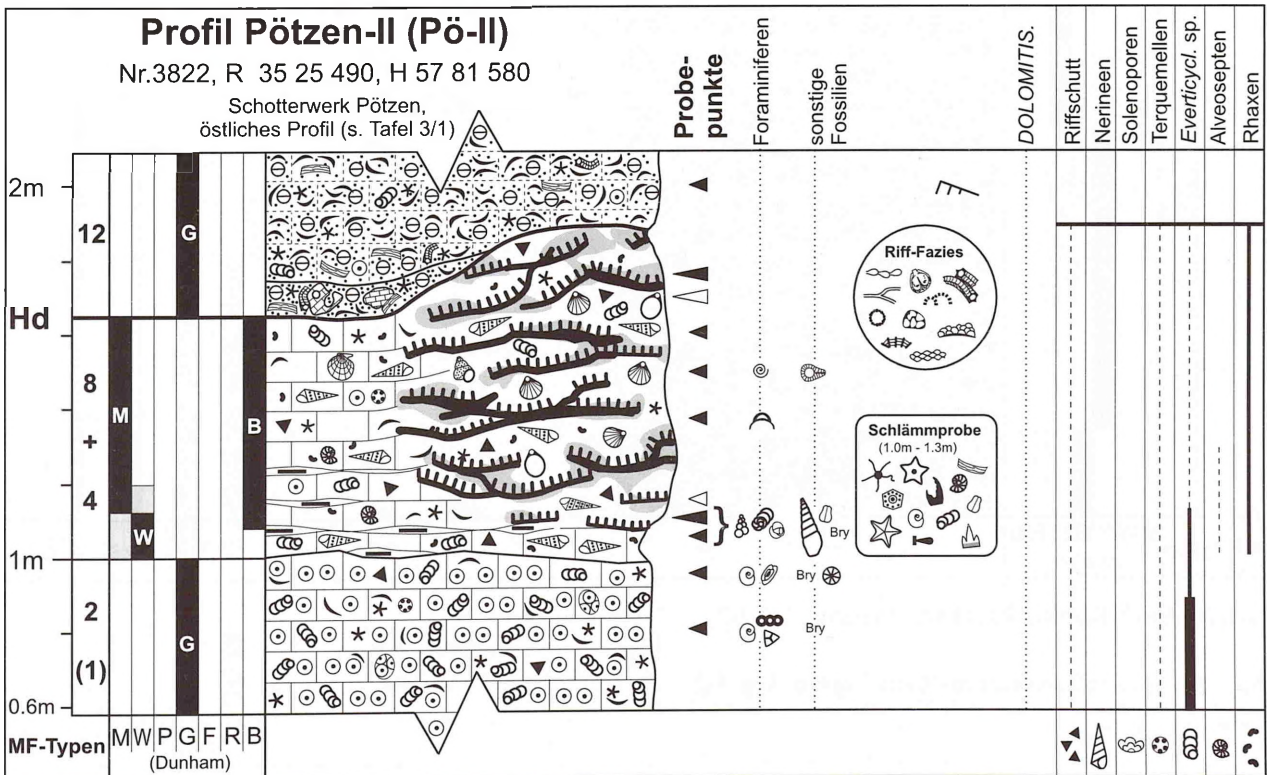 Profil Pötzen-II (Pö-II)
Nr.3822, R 35 25 490, H 57 81 580
Schotterwerk Pötzen,
östliches Profil (s. Tafel 3/1)
Probe-
punkte
Foraminiferen
sonstige
Fossilien
DOLOMITIS.
Riffschutt
Nerineen
Solenoporen
Terquemellen
Everticycl. sp.
Alveosepten
Rhaxen
2m
12
G
Riff-Fazies
Hd
8
M
B
+
Schlämmprobe
(1.0m - 1.3m)
4
W
Bry
1m
Bry
2
G
Bry
(1)
0.6m
MF-Typen
M W P G F R B
(Dunham)